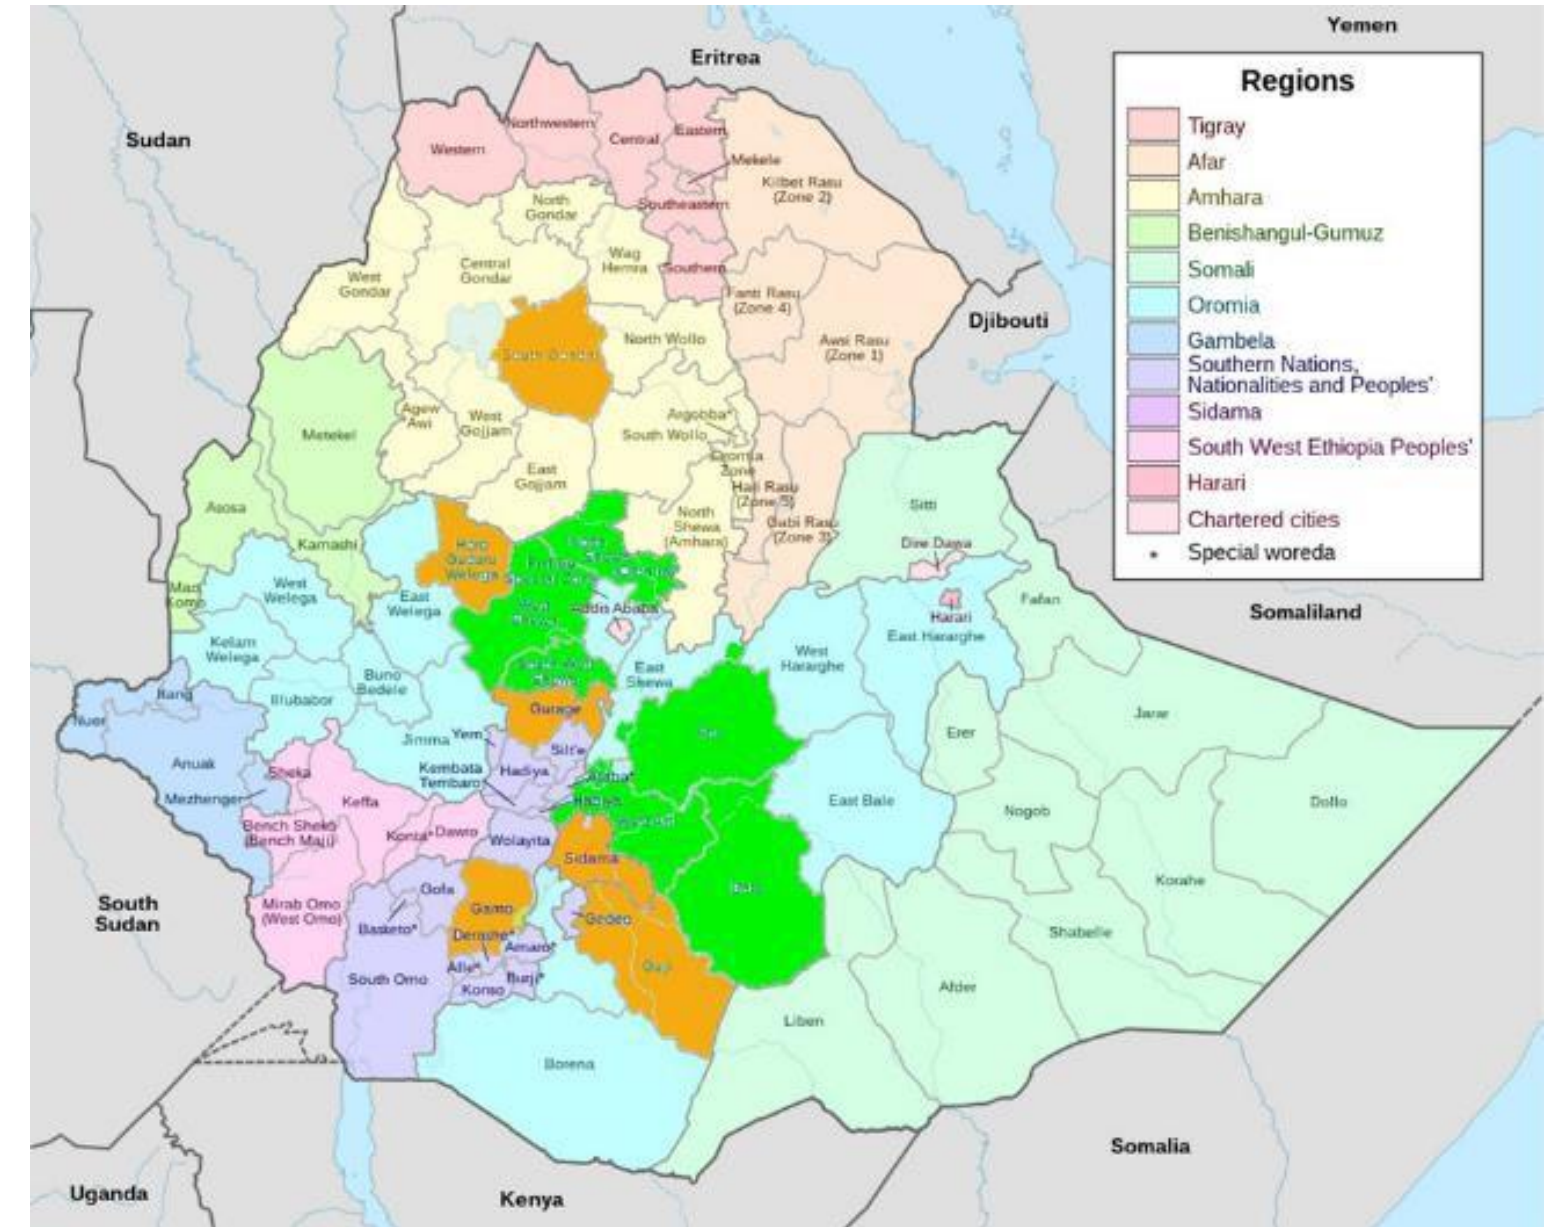 Yemen
Eritrea
Sudan
Regions
Tigray
Afar
Amhara
Benishangul-Gumuz
Somali
Oromia
Gambela
Southern Nations,
Nationalities and Peoples'
Sidama
South West Ethiopia Peoples'
Harari
Chartered cities
* Special woreda
Western
Northwestern
Central
Eastern
Mekele
Kilbet Rasu
(Zone 2)
Southeastern
North
Gondar
Central
Gondar
Wag
Hemra
Southern
West
Gondar
Fanti Rasu
(Zone 4)
Djibouti
North Wollo
Awsi Rasu
(Zone 1)
South
Agew
Awi
West
Gojjam
Argobba*
South Wollo
Metekel
Oromia
Zone
East
Gojjam
Hari Rasu
(Zone 5)
Asosa
North
Shewa
(Amhara)
Gabi Rasu
(Zone 3)
Sitti
Kamashi
Horo
Guduru
Welega
Dire Dawa
Mao
Komo
West
Welega
East
Welega
Addis Ababa
Harari
East Hararghe
Fafan
Somaliland
Kelam
Welega
West
Hararghe
East
Shewa
Buno
Bedele
Itang
Illubabor
Nuer
Gurage
Jarar
Jimma
Yem
Silt'e
Erer
Anuak
Sheka
Kembata
Tembaro
Hadiya
Alaba*
Mezhenger
Keffa
East Bale
Nogob
Dollo
Bench Sheko
(Bench Maji)
Konta*
Dawro
Wolayita
Sidama
Bale
Korahe
South
Sudan
Mirab Omo
(West Omo)
Gofa
Gamo
Gedeo
Basketo*
Derashe*
Amaro*
Shabelle
South Omo
Alle*
Burji*
Konso
Guji
Afder
Liben
Borena
Somalia
Uganda
Kenya